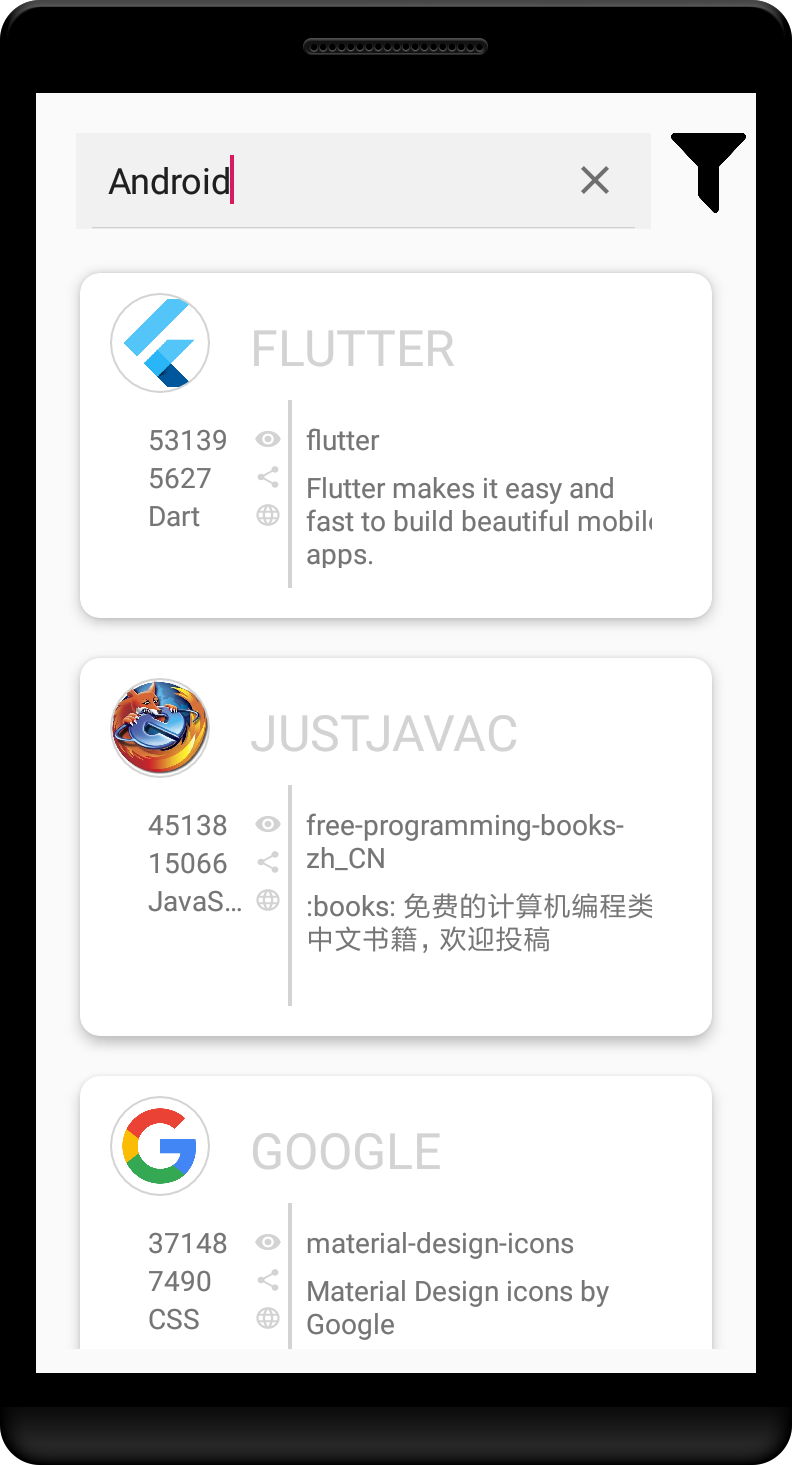 Android
FLUTTER
53139
5627
Dart
flutter
Flutter makes it easy and
fast to build beautiful mobile
apps.
JUSTJAVAC
45138
15066
JavaS...
free-programming-books-
zh_CN
:books: 免费的计算机编程类
中文书籍，欢迎投稿
GOOGLE
37148
7490
CSS
material-design-icons
Material Design icons by
Google